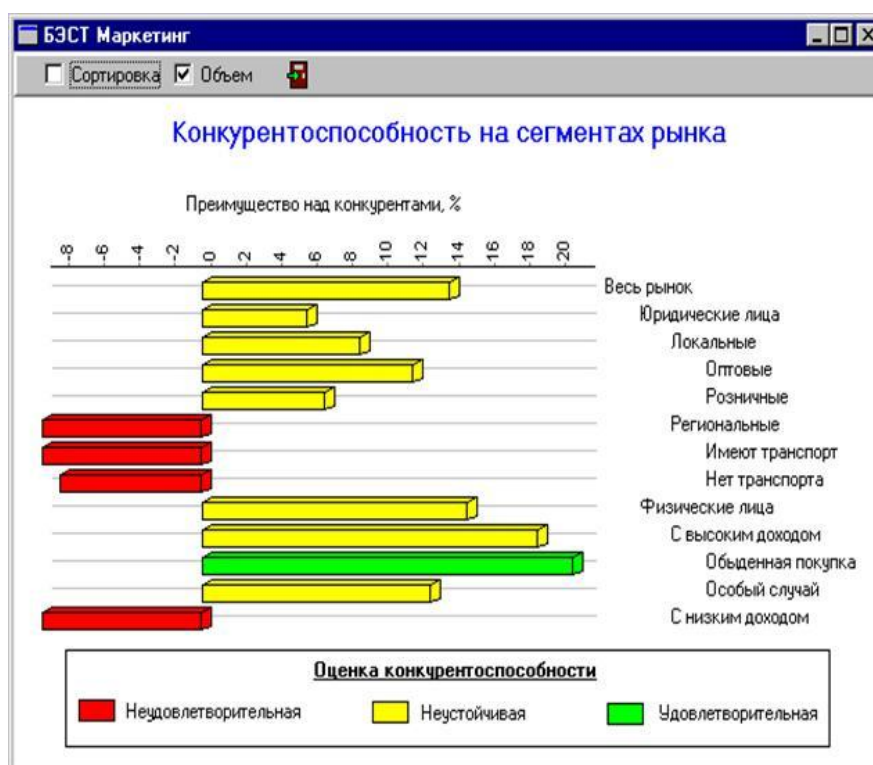 БЭСТ Маркетинг
Сортировка Объем
Конкурентоспособность на сегментах рынка
Преимущество над конкурентами, %
-8 -6 -4 -2 0 2 4 6 8 10 12 14 16 18 20
Весь рынок
Юридические лица
Локальные
Оптовые
Розничные
Региональные
Имеют транспорт
Нет транспорта
Физические лица
С высоким доходом
Обыденная покупка
Особый случай
С низким доходом
Оценка конкурентоспособности
Неудовлетворительная Неустойчивая Удовлетворительная